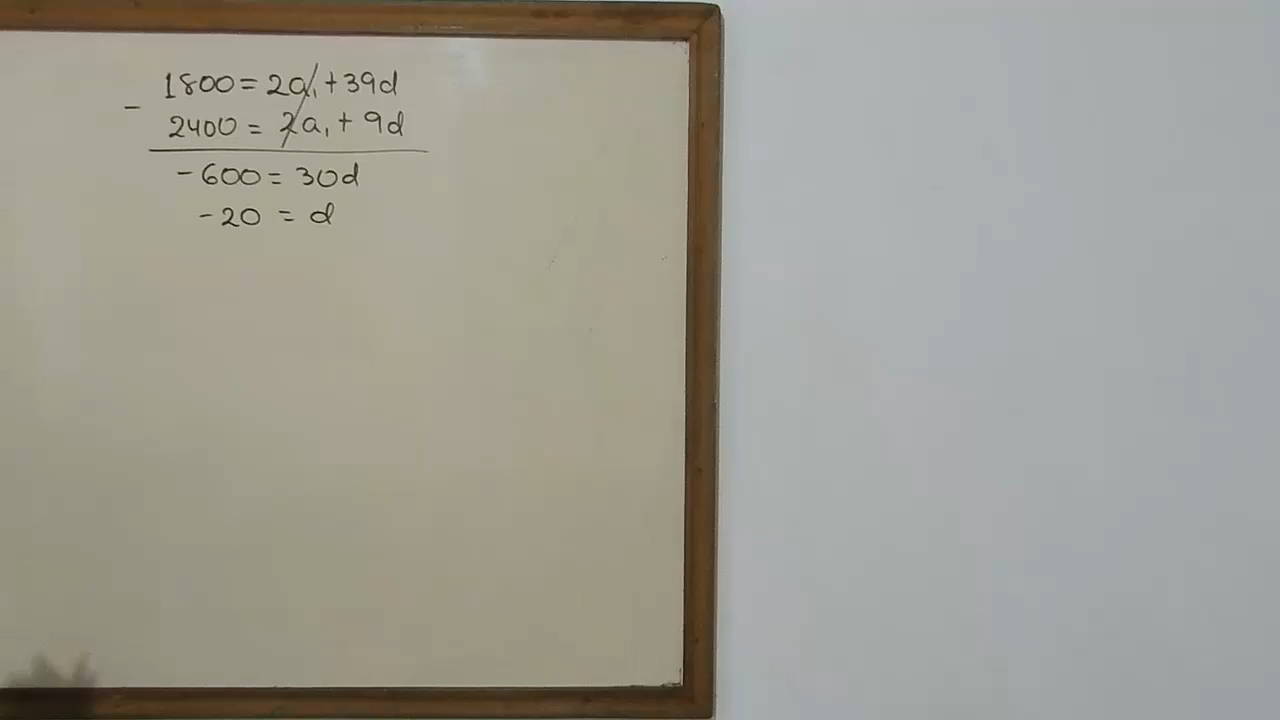 1800 = 2a₁ + 39d
-
2400 = 2a₁ + 9d
-600 = 30d
-20 = d